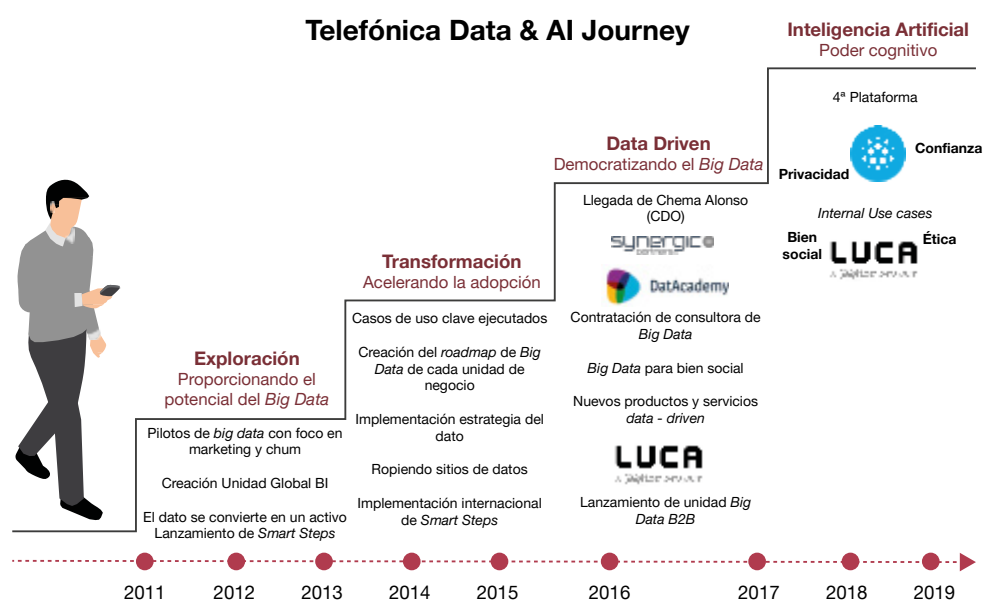 Telefónica Data & AI Journey
Exploración
Proporcionando el
potencial del Big Data
Pilotos de big data con foco en
marketing y chum
Creación Unidad Global BI
El dato se convierte en un activo
Lanzamiento de Smart Steps
Transformación
Acelerando la adopción
Casos de uso clave ejecutados
Creación del roadmap de Big
Data de cada unidad de
negocio
Implementación estrategia del
dato
Ropiendo sitios de datos
Implementación internacional
de Smart Steps
Data Driven
Democratizando el Big Data
Llegada de Chema Alonso
(CDO)
synergic
partners
DatAcademy
Contratación de consultora de
Big Data
Big Data para bien social
Nuevos productos y servicios
data - driven
LUCA
Lanzamiento de unidad Big
Data B2B
Inteligencia Artificial
Poder cognitivo
4ª Plataforma
Confianza
Privacidad
Internal Use cases
Bien
social
LUCA
Ética
2011
2012
2013
2014
2015
2016
2017
2018
2019